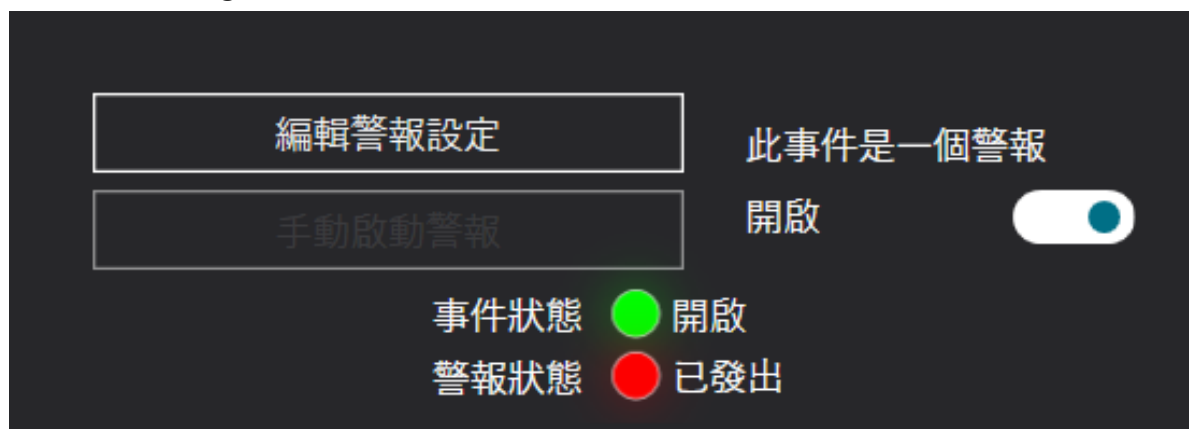 編輯警報設定
此事件是一個警報
手動啟動警報
開啟
事件狀態 開啟
警報狀態 已發出